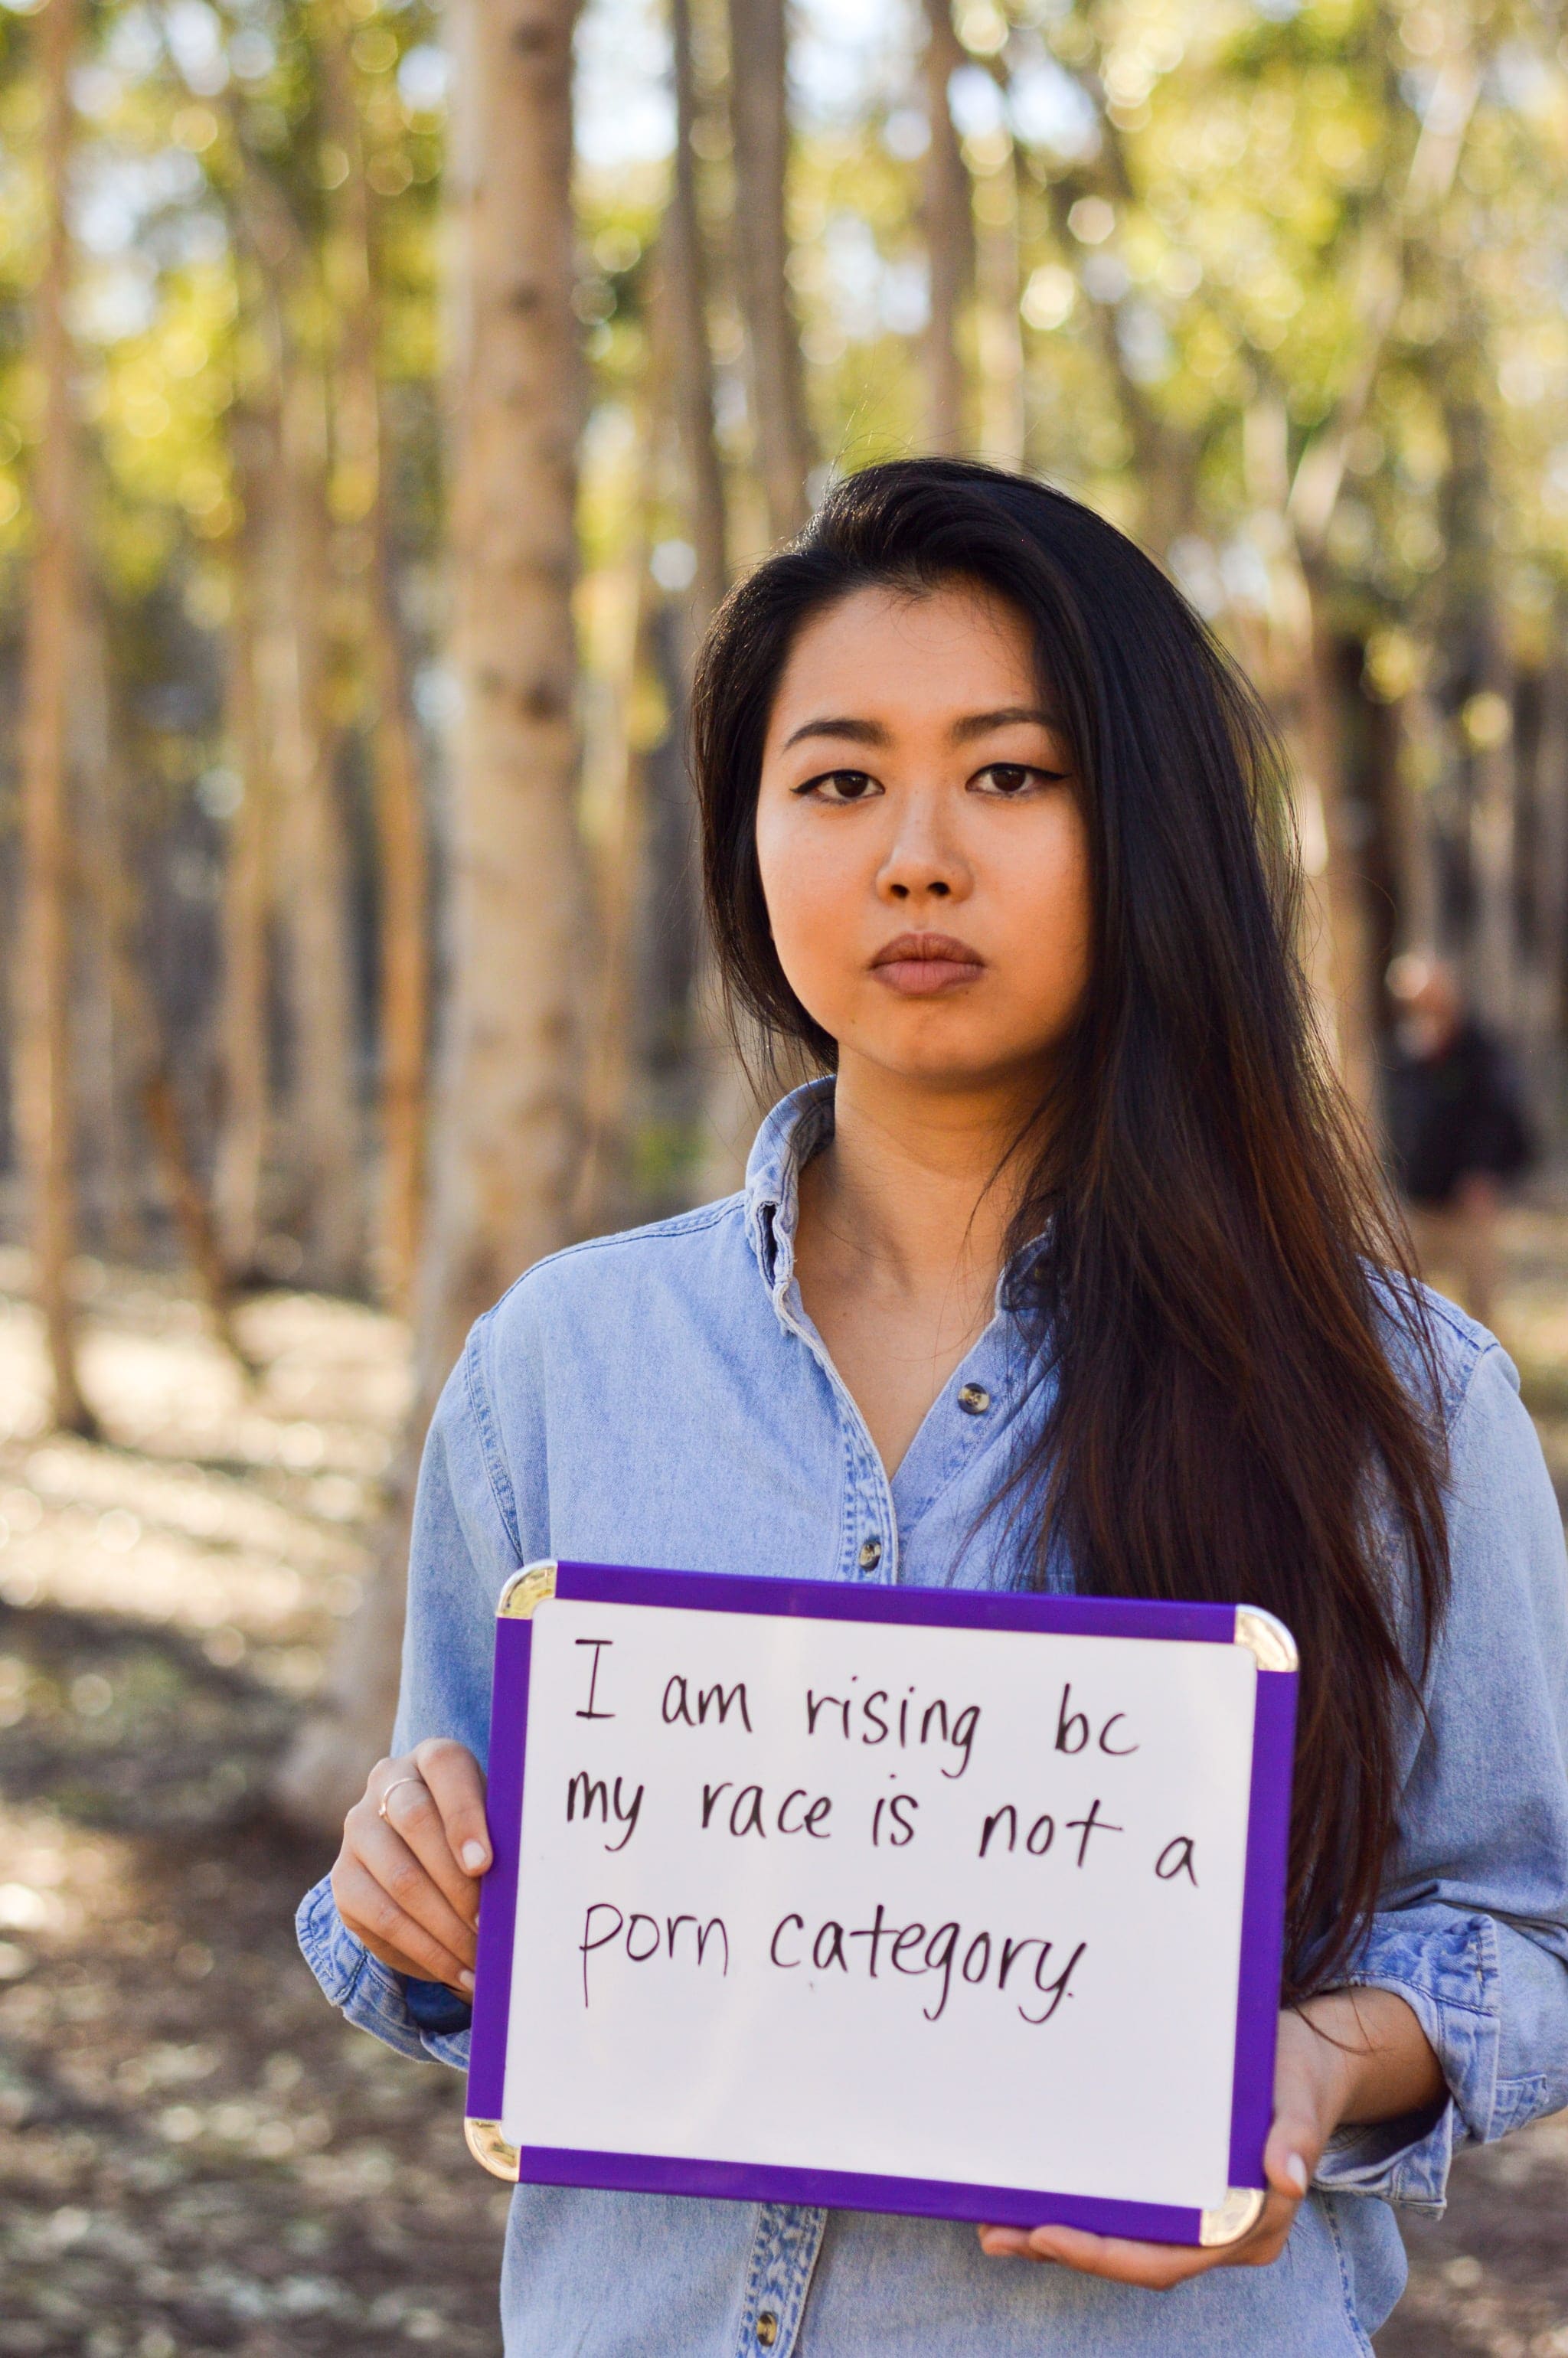 I am rising bc
my race is not a
porn category.